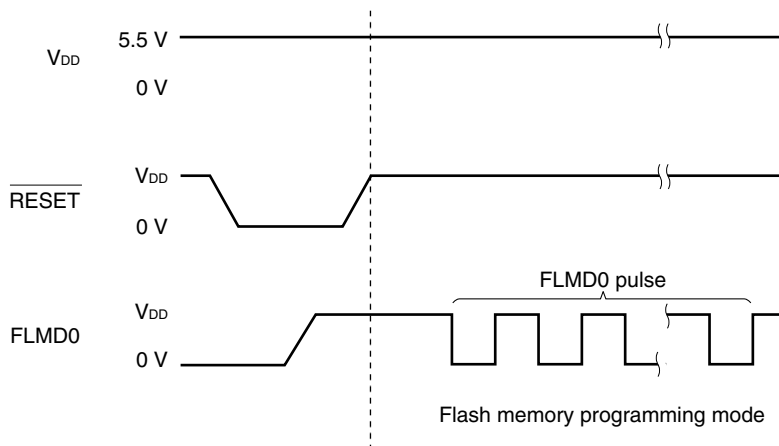 5.5 V
VDD
0 V
VDD
RESET
0 V
FLMD0 pulse
VDD
FLMD0
0 V
Flash memory programming mode